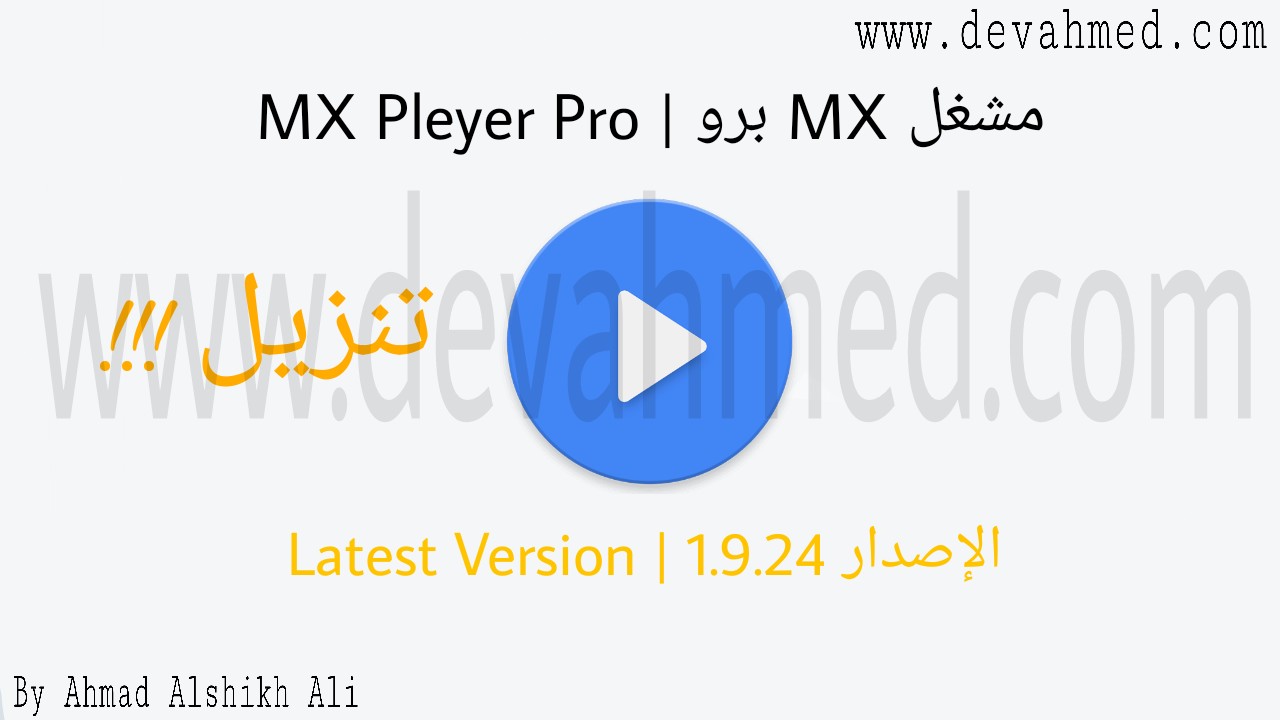 www.devahmed.com
MX Pleyer Pro | مشغل MX برو
www.devahmed.com
تنزيل !!!
Latest Version | 1.9.24 الإصدار
By Ahmad Alshikh Ali